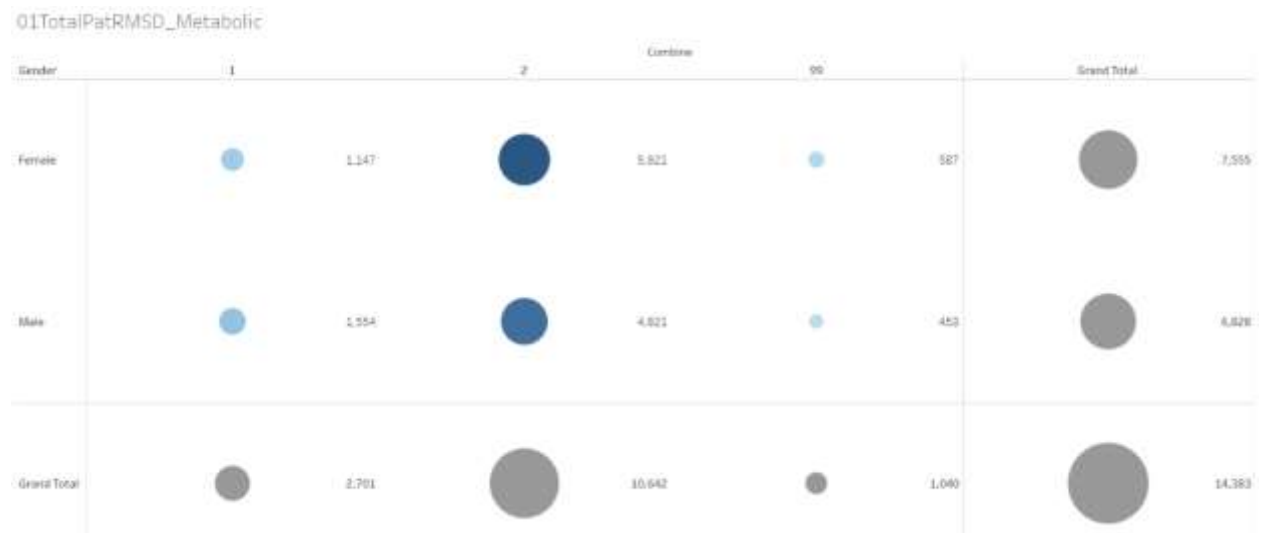 01TotalPatRMSD_Metabolic
Combine
Gender 1 2 99 Grand Total
Female 1,147 5,821 587 7,555
Male 1,554 4,821 453 6,828
Grand Total 2,701 10,642 1,040 14,383